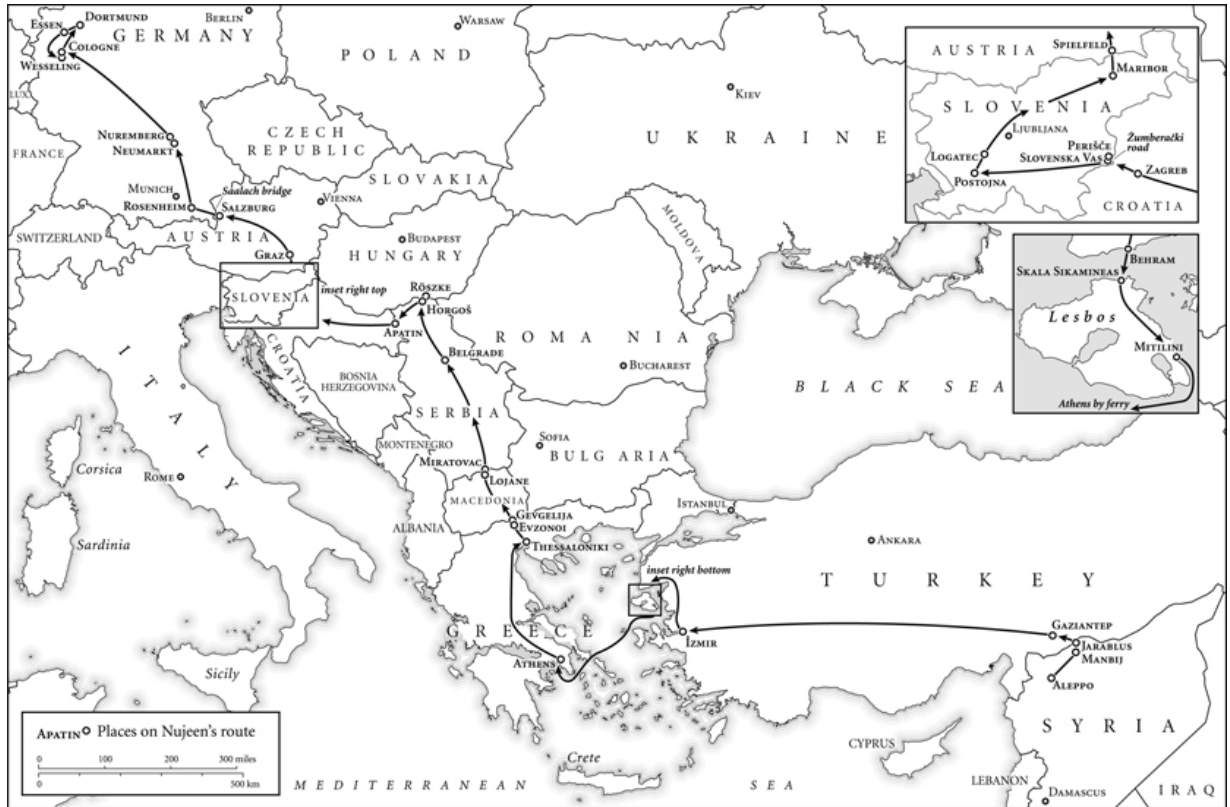 DORTMUND
ESSEN
BERLIN
GERMANY
COLOGNE
WESSELING
LUX.
WARSAW
POLAND
KIEV
UKRAINE
NUREMBERG
NEUMARKT
CZECH
REPUBLIC
FRANCE
SLOVAKIA
MUNICH
Saalach bridge
VIENNA
ROSENHEIM
SALZBURG
MOLDOVA
SWITZERLAND
AUSTRIA
BUDAPEST
GRAZ
HUNGARY
SLOVENIA
inset right top
RÖSZKE
HORGOŠ
APATIN
ROMANIA
BELGRADE
BUCHAREST
CROATIA
BOSNIA
HERZEGOVINA
ITALY
BLACK SEA
SERBIA
SOFIA
BULGARIA
MONTENEGRO
MIRATOVAC
LOJANE
Corsica
ROME
MACEDONIA
ISTANBUL
GEVGELIJA
EVZONOI
ALBANIA
THESSALONIKI
ANKARA
Sardinia
inset right bottom
TURKEY
GREECE
GAZIANTEP
İZMIR
JARABLUS
MANBIJ
ATHENS
ALEPPO
Sicily
SYRIA
CYPRUS
Crete
LEBANON
DAMASCUS
IRAQ
MEDITERRANEAN SEA
AUSTRIA
SPIELFELD
MARIBOR
SLOVENIA
LJUBLJANA
Žumberački
road
PERIŠČE
SLOVENSKA VAS
LOGATEC
ZAGREB
POSTOJNA
CROATIA
BEHRAM
SKALA SIKAMINEAS
Lesbos
MITILINI
Athens by ferry
APATIN Places on Nujeen's route
0 100 200 300 miles
0 500 km